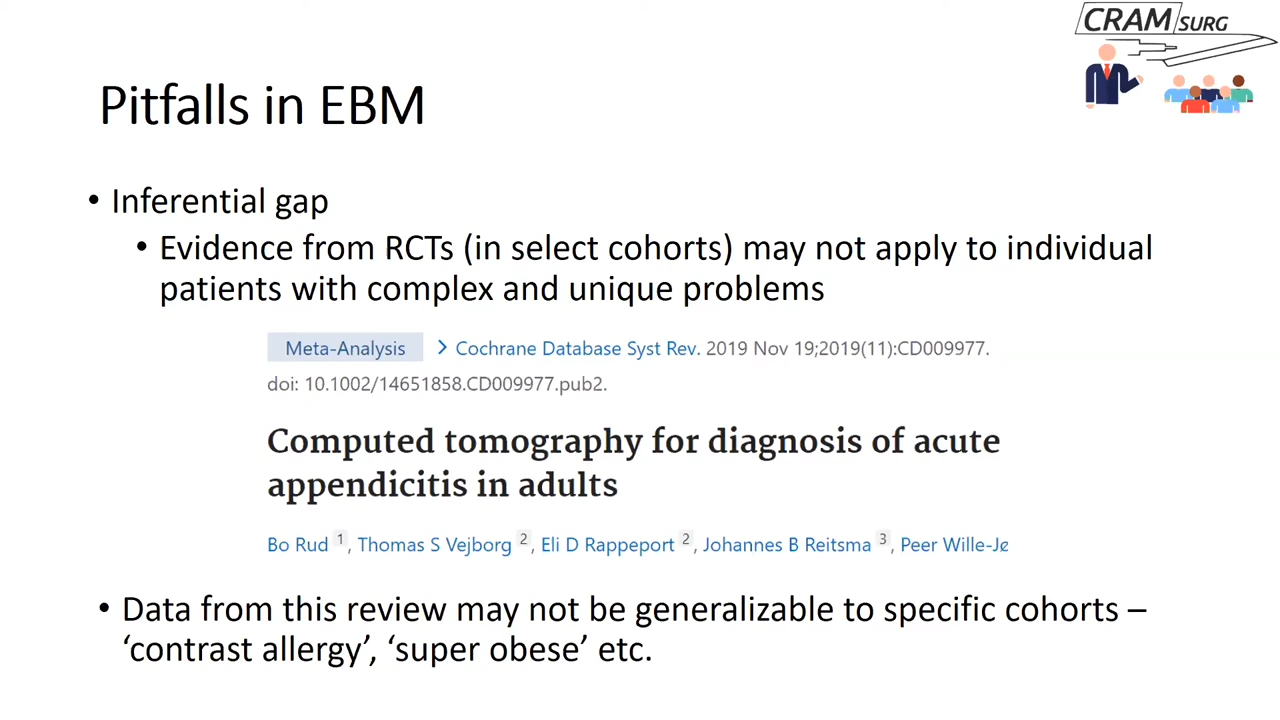 CRAM SURG
Pitfalls in EBM
• Inferential gap
• Evidence from RCTs (in select cohorts) may not apply to individual
patients with complex and unique problems
Meta-Analysis > Cochrane Database Syst Rev. 2019 Nov 19;2019(11):CD009977.
doi: 10.1002/14651858.CD009977.pub2.
Computed tomography for diagnosis of acute
appendicitis in adults
Bo Rud 1, Thomas S Vejborg 2, Eli D Rappeport 2, Johannes B Reitsma 3, Peer Wille-Jø
• Data from this review may not be generalizable to specific cohorts –
‘contrast allergy’, ‘super obese’ etc.